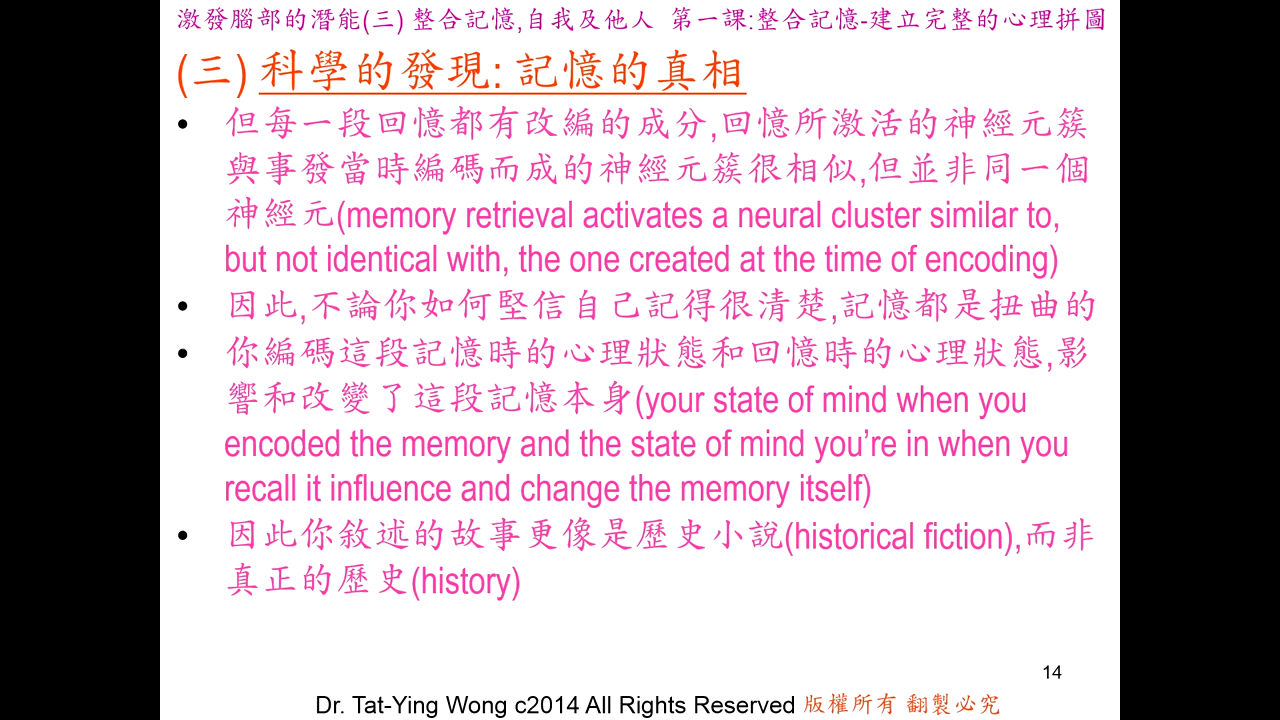 激發腦部的潛能(三) 整合記憶,自我及他人 第一課:整合記憶-建立完整的心理拼圖
(三) 科學的發現: 記憶的真相
• 但每一段回憶都有改編的成分,回憶所激活的神經元簇
與事發當時編碼而成的神經元簇很相似,但並非同一個
神經元(memory retrieval activates a neural cluster similar to,
but not identical with, the one created at the time of encoding)
• 因此,不論你如何堅信自己記得很清楚,記憶都是扭曲的
• 你編碼這段記憶時的心理狀態和回憶時的心理狀態,影
響和改變了這段記憶本身(your state of mind when you
encoded the memory and the state of mind you're in when you
recall it influence and change the memory itself)
• 因此你敘述的故事更像是歷史小說(historical fiction),而非
真正的歷史(history)
14
Dr. Tat-Ying Wong c2014 All Rights Reserved 版權所有 翻製必究